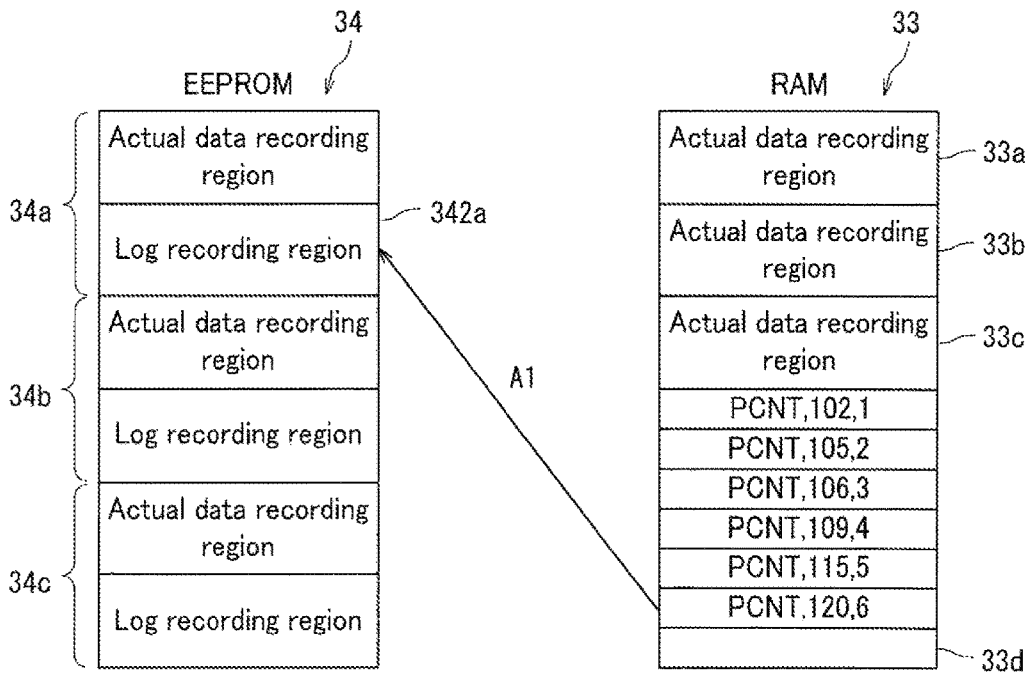 34
EEPROM
Actual data recording
region
34a
342a
Log recording region
Actual data recording
region
34b
Log recording region
Actual data recording
region
34c
Log recording region
A1
33
RAM
Actual data recording
region
33a
Actual data recording
region
33b
Actual data recording
region
33c
PCNT,102,1
PCNT,105,2
PCNT,106,3
PCNT,109,4
PCNT,115,5
PCNT,120,6
33d